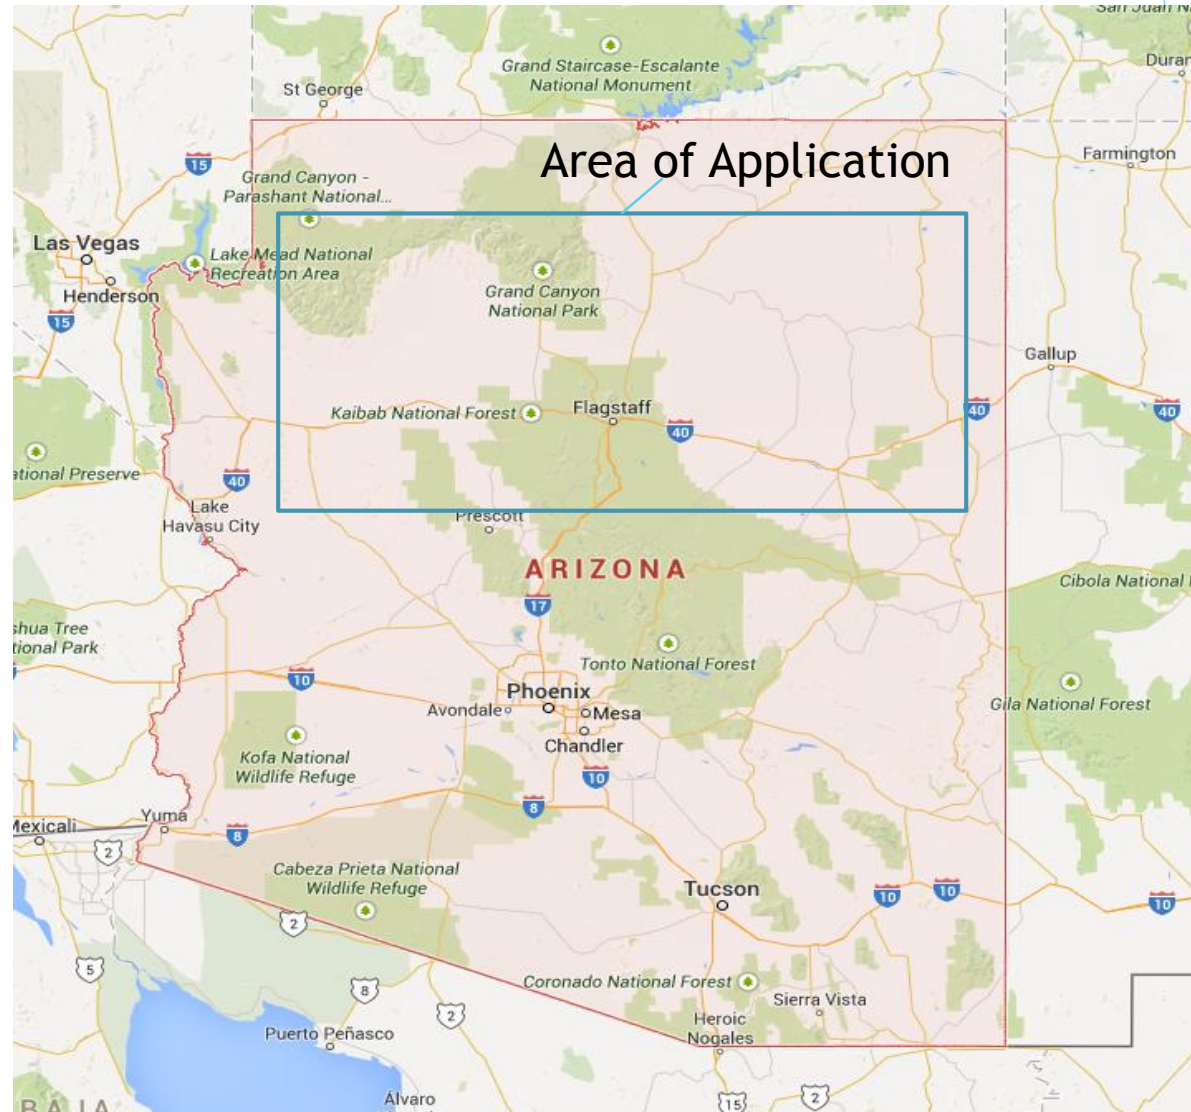 San Juan N
Grand Staircase-Escalante
National Monument
Duran
St George
Area of Application
15
Farmington
Grand Canyon -
Parashant National...
Las Vegas
Lake Mead National
Recreation Area
Henderson
Grand Canyon
National Park
15
Gallup
Kaibab National Forest
Flagstaff
40
40
40
ational Preserve
40
Lake
Havasu City
Prescott
ARIZONA
Cibola National
17
shua Tree
tional Park
Tonto National Forest
10
Phoenix
Avondale
Mesa
Gila National Forest
Chandler
Kofa National
Wildlife Refuge
10
8
Yuma
Mexicali
8
2
Cabeza Prieta National
Wildlife Refuge
Tucson
10
10
10
2
5
Coronado National Forest
8
Sierra Vista
2
Heroic
Nogales
Puerto Peñasco
BAJA
Álvaro
15
2